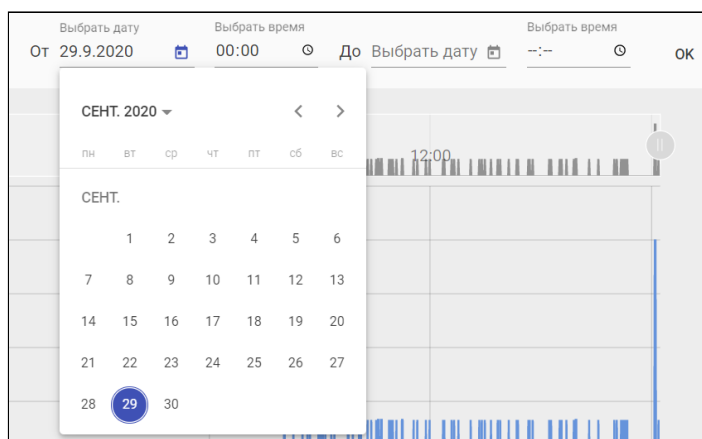 Выбрать дату Выбрать время Выбрать время
От 29.9.2020 00:00 До Выбрать дату --:-- OK
СЕНТ. 2020
пн вт ср чт пт сб вс
12:00
СЕНТ.
1 2 3 4 5 6
7 8 9 10 11 12 13
14 15 16 17 18 19 20
21 22 23 24 25 26 27
28 29 30